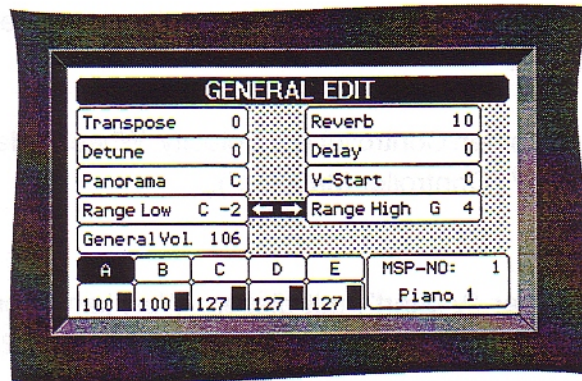 GENERAL EDIT
Transpose 0 Reverb 10
Detune 0 Delay 0
Panorama C V-Start 0
Range Low C -2 Range High G 4
General Vol. 106
A B C D E MSP-NO: 1
100 100 127 127 127 Piano 1